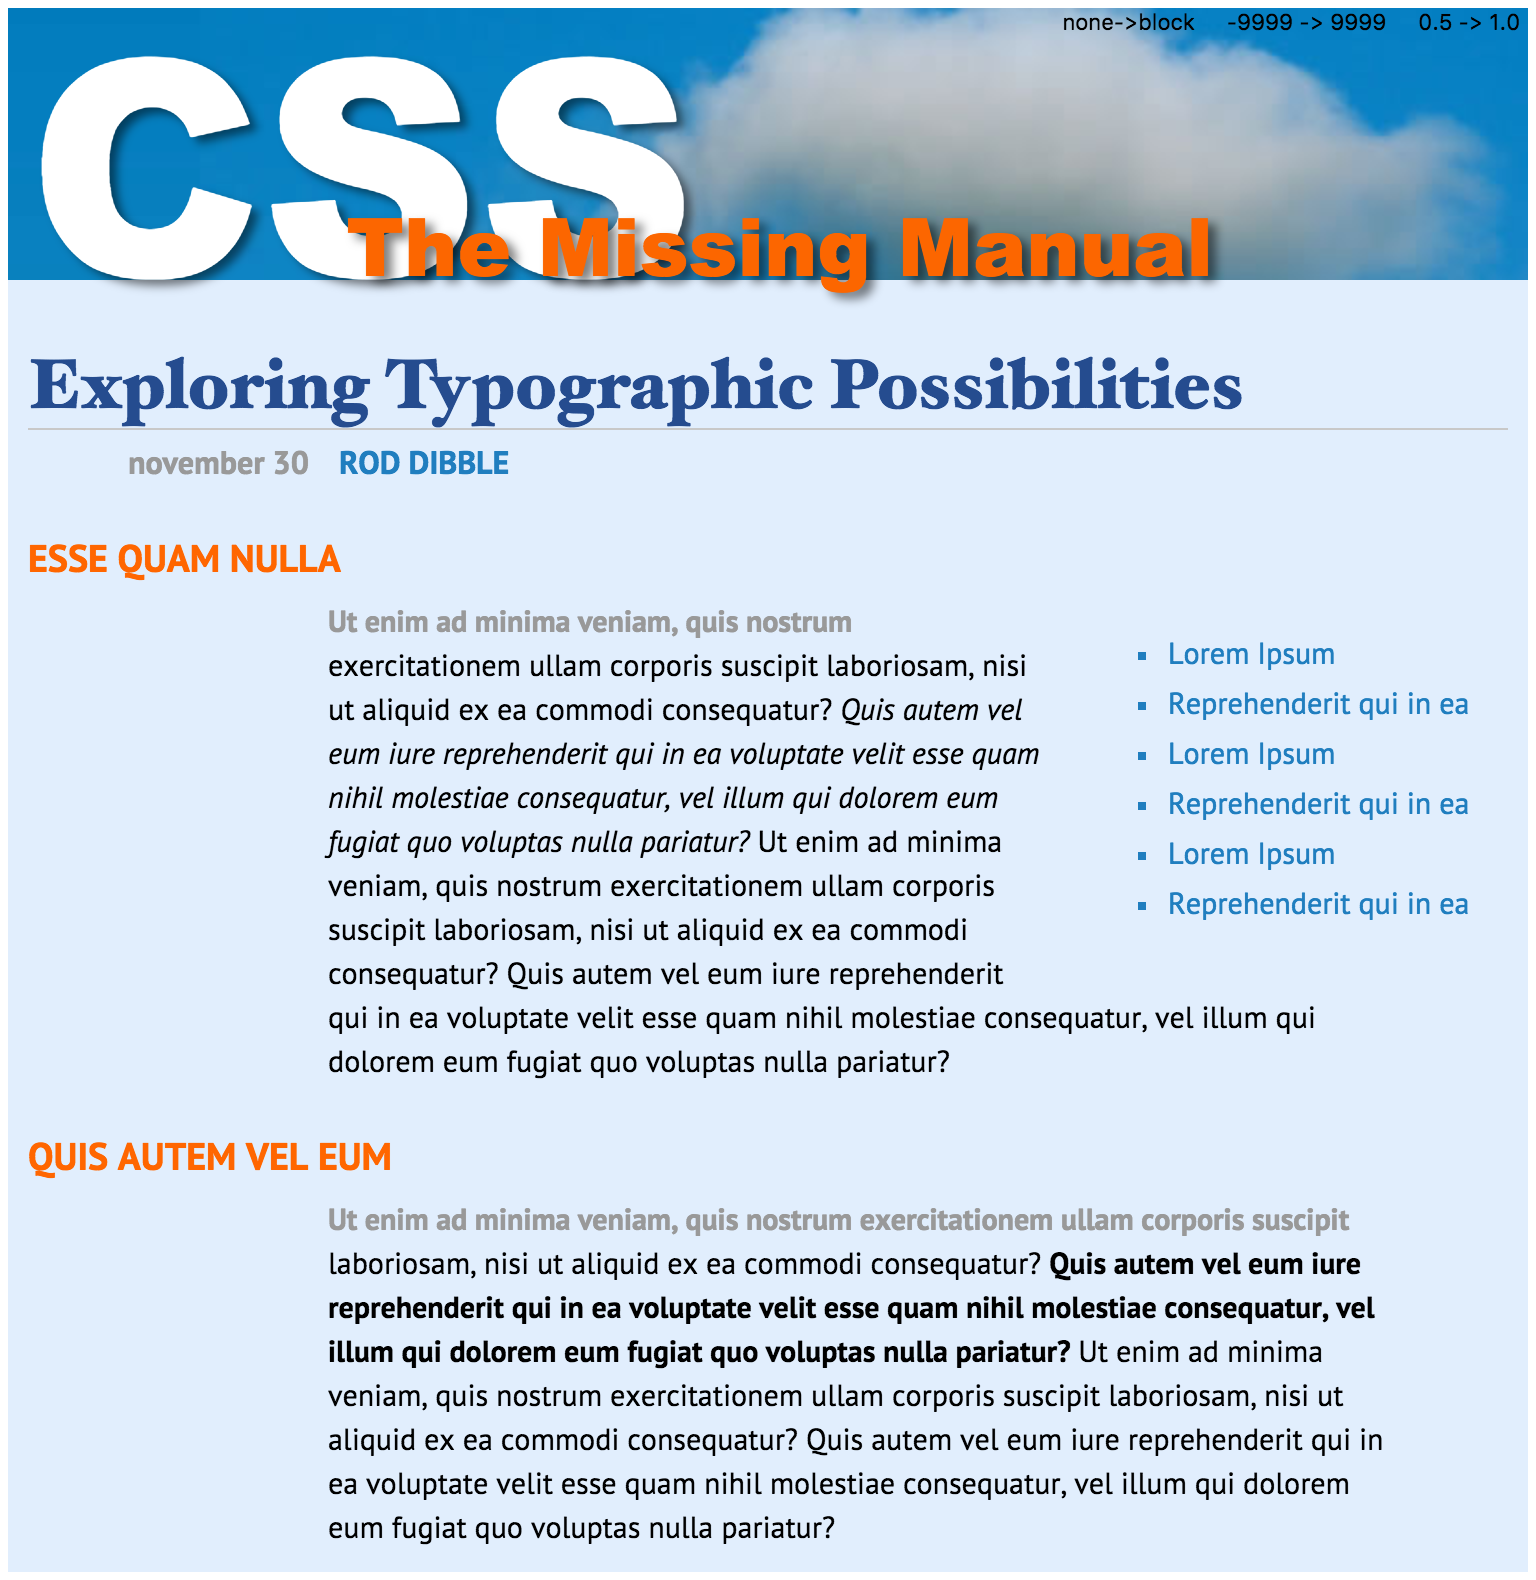 none->block -9999 -> 9999 0.5 -> 1.0
CSS
The Missing Manual
Exploring Typographic Possibilities
november 30 ROD DIBBLE
ESSE QUAM NULLA
Ut enim ad minima veniam, quis nostrum
exercitationem ullam corporis suscipit laboriosam, nisi
ut aliquid ex ea commodi consequatur? Quis autem vel
eum iure reprehenderit qui in ea voluptate velit esse quam
nihil molestiae consequatur, vel illum qui dolorem eum
fugiat quo voluptas nulla pariatur? Ut enim ad minima
veniam, quis nostrum exercitationem ullam corporis
suscipit laboriosam, nisi ut aliquid ex ea commodi
consequatur? Quis autem vel eum iure reprehenderit
qui in ea voluptate velit esse quam nihil molestiae consequatur, vel illum qui
dolorem eum fugiat quo voluptas nulla pariatur?
Lorem Ipsum
Reprehenderit qui in ea
Lorem Ipsum
Reprehenderit qui in ea
Lorem Ipsum
Reprehenderit qui in ea
QUIS AUTEM VEL EUM
Ut enim ad minima veniam, quis nostrum exercitationem ullam corporis suscipit
laboriosam, nisi ut aliquid ex ea commodi consequatur? Quis autem vel eum iure
reprehenderit qui in ea voluptate velit esse quam nihil molestiae consequatur, vel
illum qui dolorem eum fugiat quo voluptas nulla pariatur? Ut enim ad minima
veniam, quis nostrum exercitationem ullam corporis suscipit laboriosam, nisi ut
aliquid ex ea commodi consequatur? Quis autem vel eum iure reprehenderit qui in
ea voluptate velit esse quam nihil molestiae consequatur, vel illum qui dolorem
eum fugiat quo voluptas nulla pariatur?